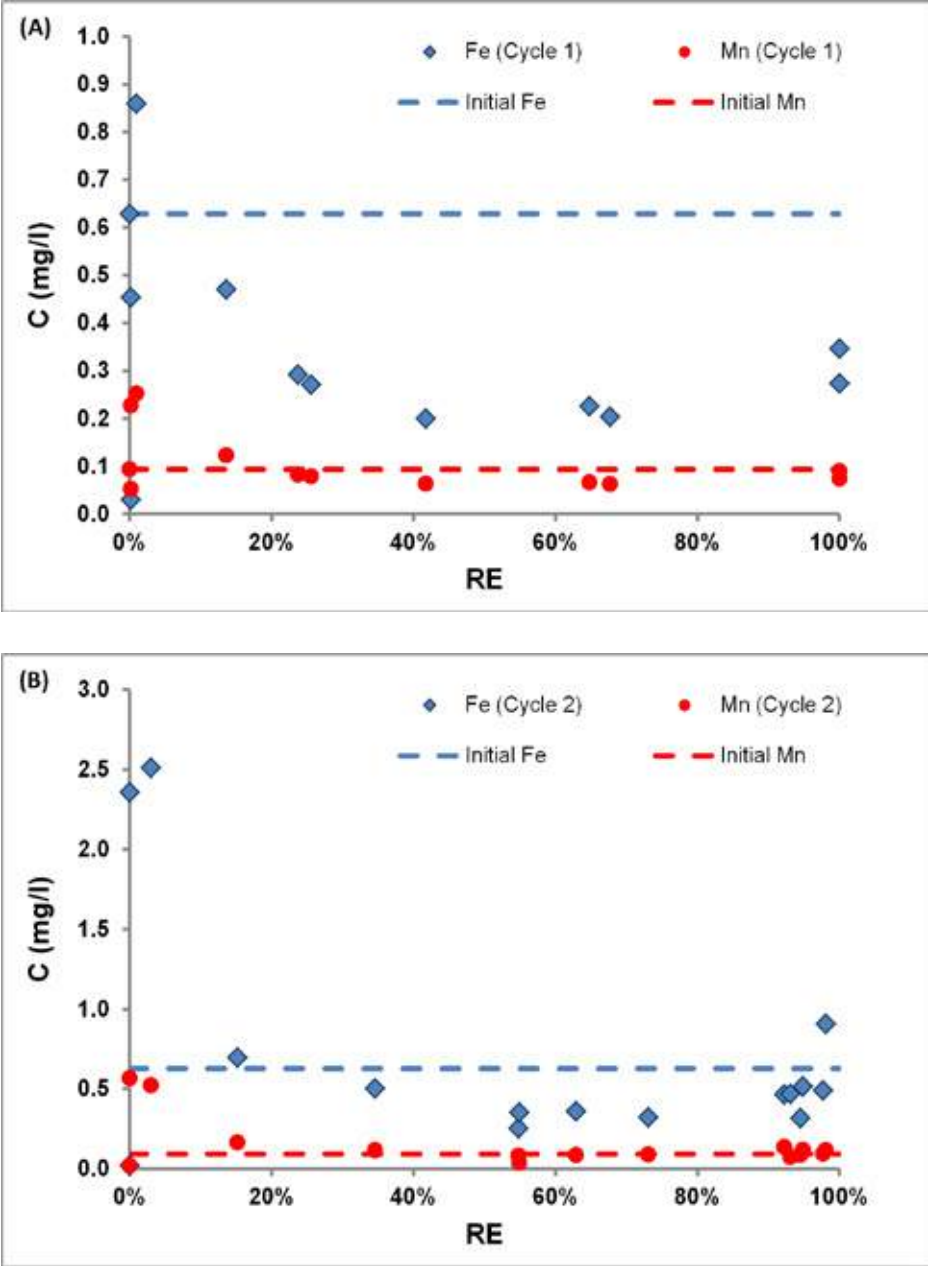 (A)
Fe (Cycle 1) Mn (Cycle 1)
Initial Fe Initial Mn
1.0
0.9
0.8
0.7
0.6
0.5
0.4
0.3
0.2
0.1
0.0
C (mg/l)
0% 20% 40% 60% 80% 100%
RE
(B)
Fe (Cycle 2) Mn (Cycle 2)
Initial Fe Initial Mn
3.0
2.5
2.0
1.5
1.0
0.5
0.0
C (mg/l)
0% 20% 40% 60% 80% 100%
RE